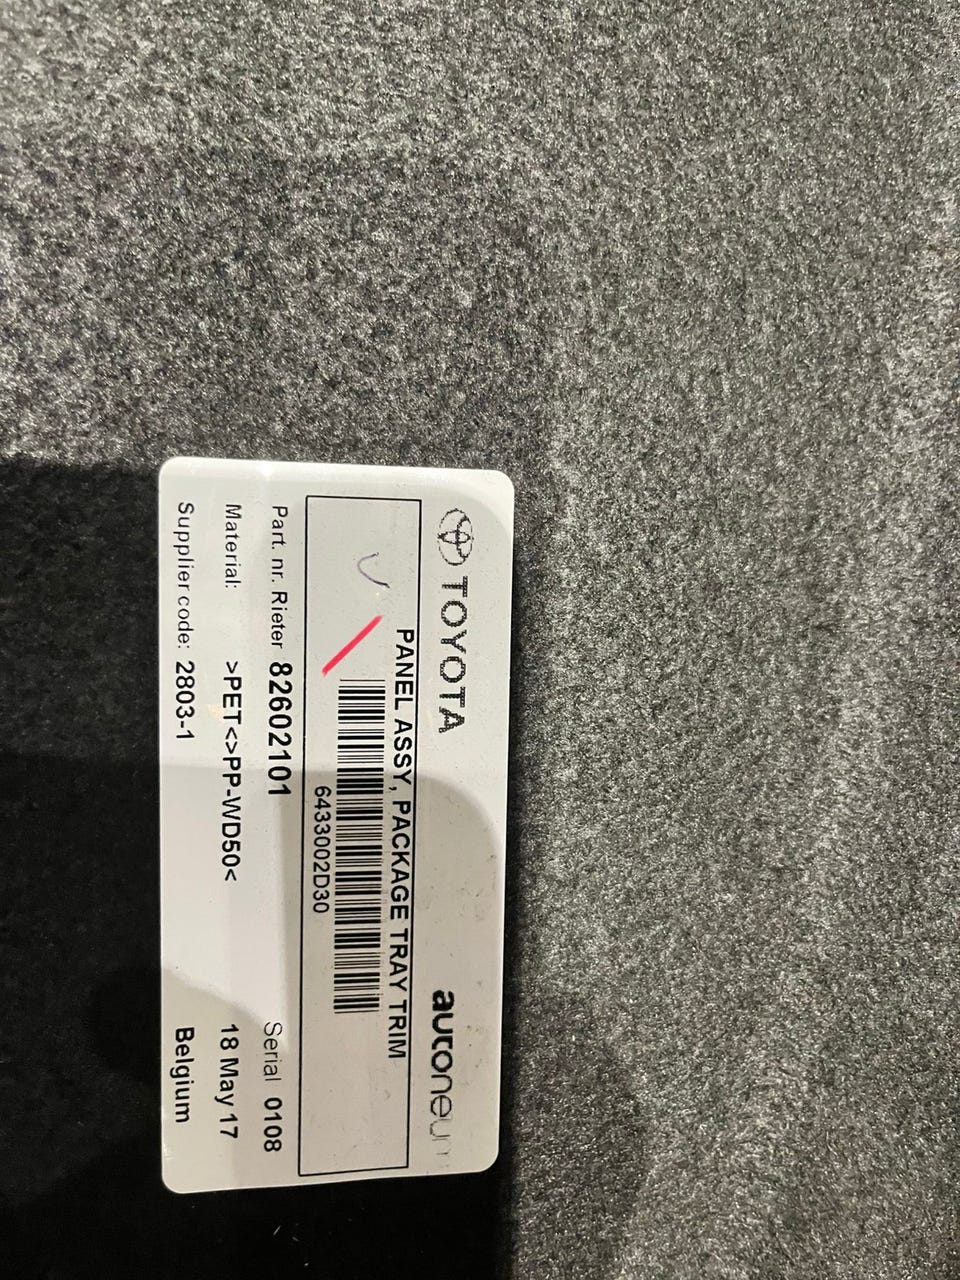 TOYOTA autoneum
PANEL ASSY, PACKAGE TRAY TRIM
6433002D30
Part. nr. Rieter 82602101 Serial 0108
Material: >PET<>PP-WD50< 18 May 17
Supplier code: 2803-1 Belgium